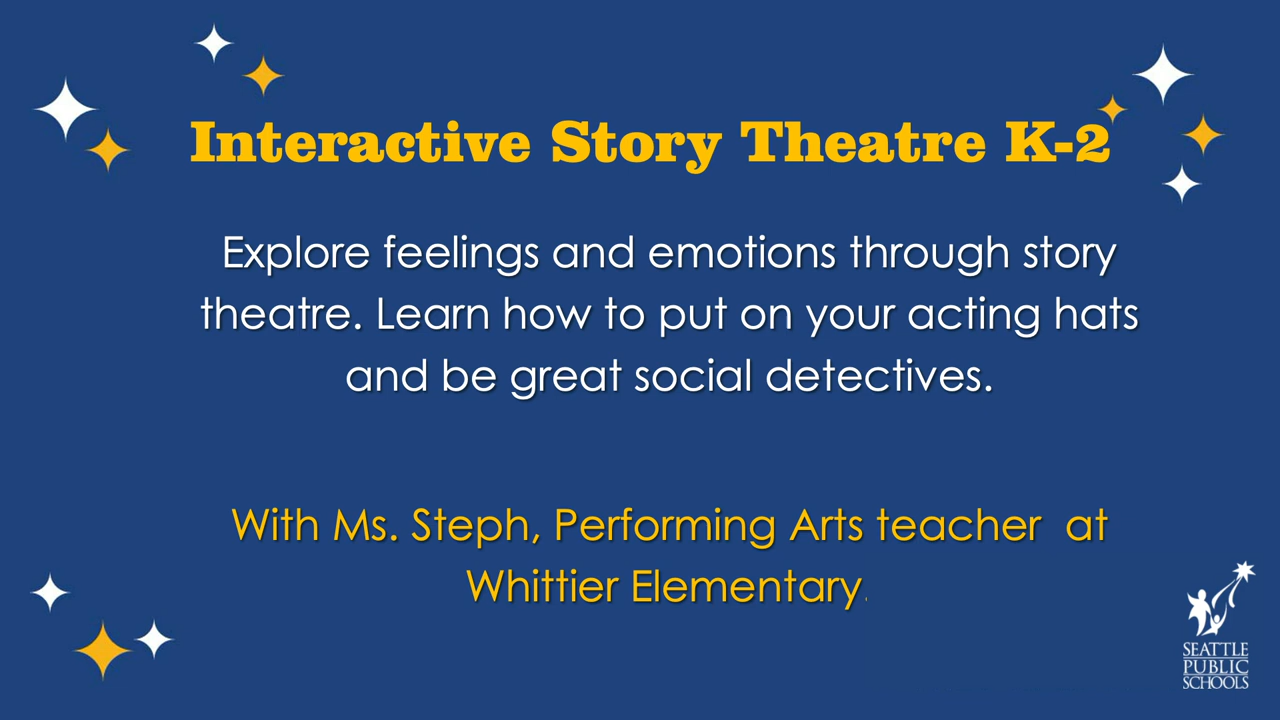 Interactive Story Theatre K-2
Explore feelings and emotions through story
theatre. Learn how to put on your acting hats
and be great social detectives.
With Ms. Steph, Performing Arts teacher  at
Whittier Elementary.
SEATTLE
PUBLIC
SCHOOLS